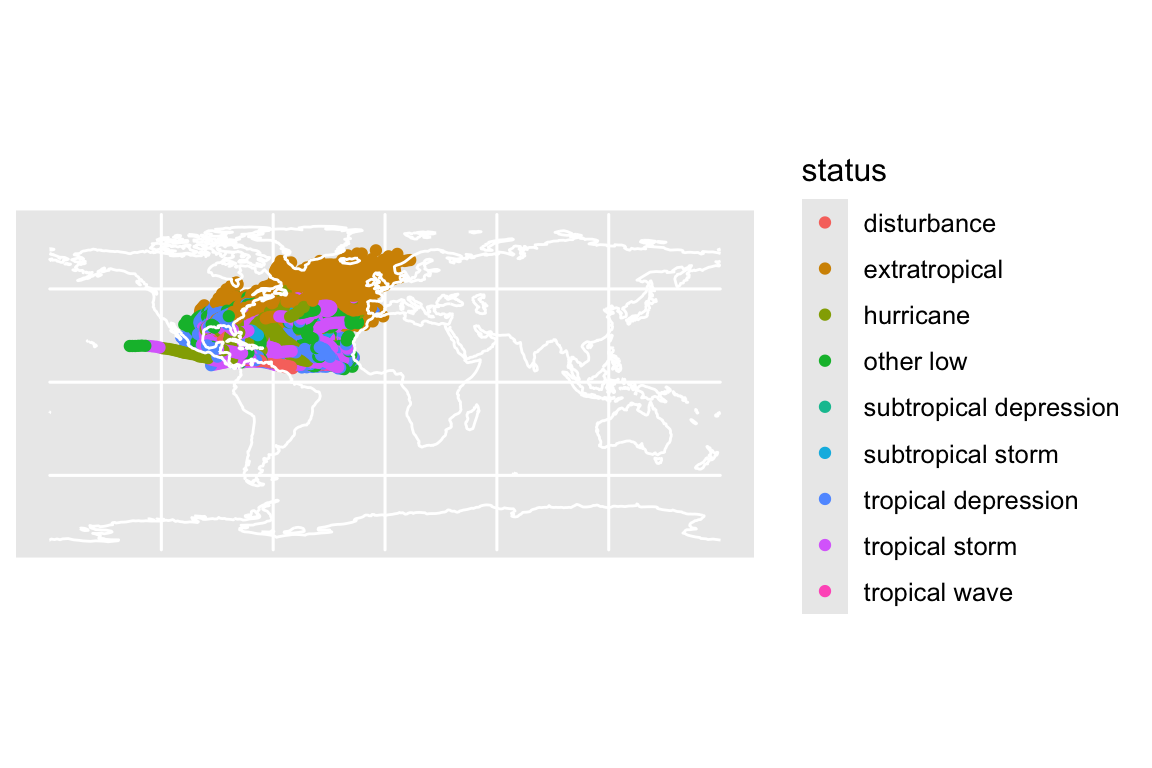 status
disturbance
extratropical
hurricane
other low
subtropical depression
subtropical storm
tropical depression
tropical storm
tropical wave